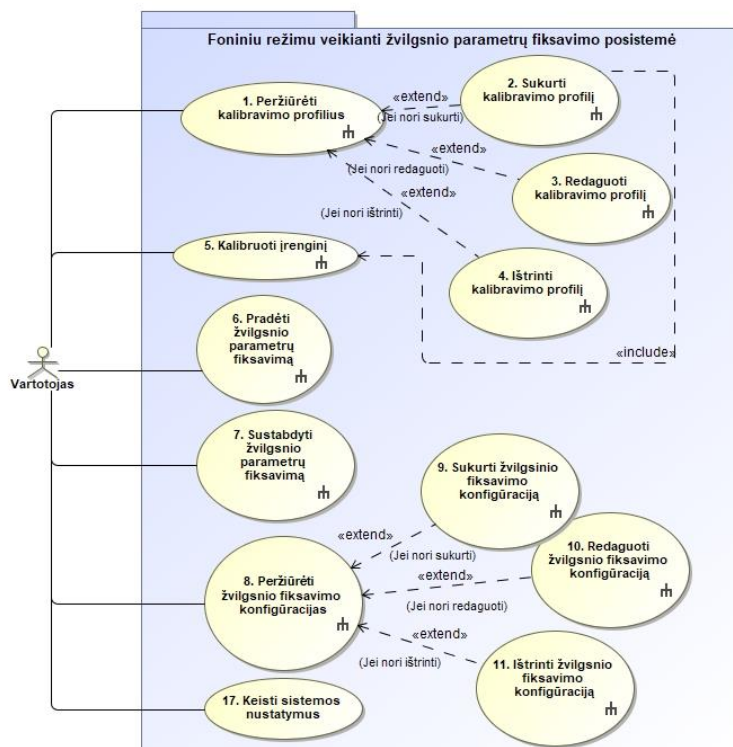 Foniniu režimu veikianti žvilgsnio parametrų fiksavimo posistemė
1. Peržiūrėti
kalibravimo profilius
«extend»
(Jei nori sukurti)
2. Sukurti
kalibravimo profilį
«extend»
(Jei nori redaguoti)
3. Redaguoti
kalibravimo profilį
«extend»
(Jei nori ištrinti)
4. Ištrinti
kalibravimo profilį
5. Kalibruoti įrenginį
«include»
6. Pradėti
žvilgsnio
parametrų
fiksavimą
Vartotojas
7. Sustabdyti
žvilgsnio
parametrų
fiksavimą
8. Peržiūrėti
žvilgsnio fiksavimo
konfigūracijas
«extend»
(Jei nori sukurti)
9. Sukurti žvilgsinio
fiksavimo
konfigūraciją
«extend»
(Jei nori redaguoti)
10. Redaguoti
žvilgsnio fiksavimo
konfigūraciją
«extend»
(Jei nori ištrinti)
11. Ištrinti žvilgsnio
fiksavimo
konfigūraciją
17. Keisti sistemos
nustatymus